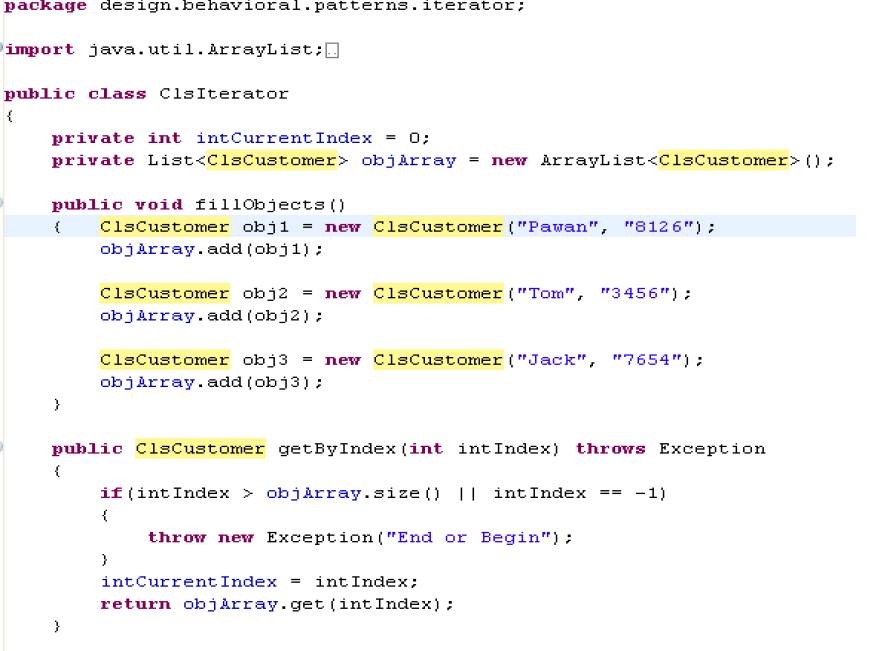 package design.behavioral.patterns.iterator;
import java.util.ArrayList;
public class ClsIterator
{
private int intCurrentIndex = 0;
private List<ClsCustomer> objArray = new ArrayList<ClsCustomer>();
public void fillObjects()
{ ClsCustomer obj1 = new ClsCustomer("Pawan", "8126");
objArray.add(obj1);
ClsCustomer obj2 = new ClsCustomer("Tom", "3456");
objArray.add(obj2);
ClsCustomer obj3 = new ClsCustomer("Jack", "7654");
objArray.add(obj3);
}
public ClsCustomer getByIndex(int intIndex) throws Exception
{
if(intIndex > objArray.size() || intIndex == -1)
{
throw new Exception("End or Begin");
}
intCurrentIndex = intIndex;
return objArray.get(intIndex);
}